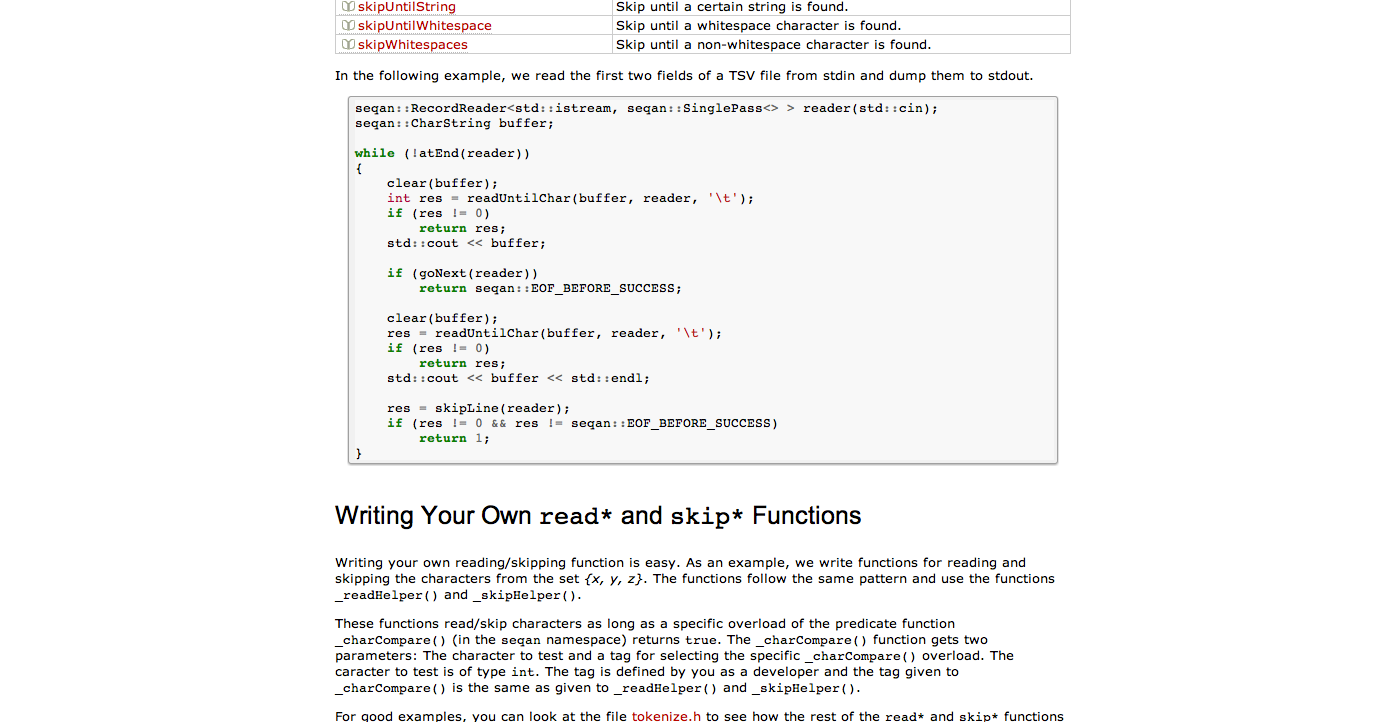 skipUntilString Skip until a certain string is found.
skipUntilWhitespace Skip until a whitespace character is found.
skipWhitespaces Skip until a non-whitespace character is found.
In the following example, we read the first two fields of a TSV file from stdin and dump them to stdout.
seqan::RecordReader<std::istream, seqan::SinglePass<> > reader(std::cin);
seqan::CharString buffer;
while (!atEnd(reader))
{
    clear(buffer);
    int res = readUntilChar(buffer, reader, '\t');
    if (res != 0)
        return res;
    std::cout << buffer;
    if (goNext(reader))
        return seqan::EOF_BEFORE_SUCCESS;
    clear(buffer);
    res = readUntilChar(buffer, reader, '\t');
    if (res != 0)
        return res;
    std::cout << buffer << std::endl;
    res = skipLine(reader);
    if (res != 0 && res != seqan::EOF_BEFORE_SUCCESS)
        return 1;
}
Writing Your Own read* and skip* Functions
Writing your own reading/skipping function is easy. As an example, we write functions for reading and
skipping the characters from the set {x, y, z}. The functions follow the same pattern and use the functions
_readHelper() and _skipHelper().
These functions read/skip characters as long as a specific overload of the predicate function
_charCompare() (in the seqan namespace) returns true. The _charCompare() function gets two
parameters: The character to test and a tag for selecting the specific _charCompare() overload. The
caracter to test is of type int. The tag is defined by you as a developer and the tag given to
_charCompare() is the same as given to _readHelper() and _skipHelper().
For good examples, you can look at the file tokenize.h to see how the rest of the read* and skip* functions